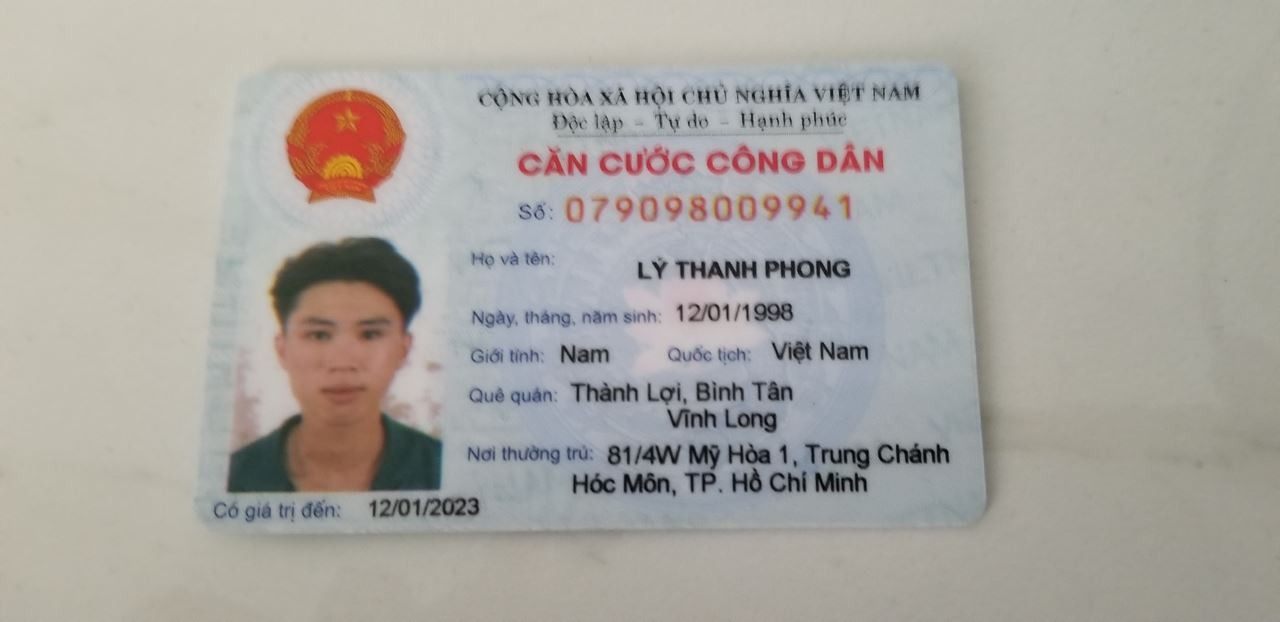 CỘNG HÒA XÃ HỘI CHỦ NGHĨA VIỆT NAM
Độc lập - Tự do - Hạnh phúc
CĂN CƯỚC CÔNG DÂN
Số: 079098009941
Họ và tên: LÝ THANH PHONG
Ngày, tháng, năm sinh: 12/01/1998
Giới tính: Nam Quốc tịch: Việt Nam
Quê quán: Thành Lợi, Bình Tân
Vĩnh Long
Nơi thường trú: 81/4W Mỹ Hòa 1, Trung Chánh
Hóc Môn, TP. Hồ Chí Minh
Có giá trị đến: 12/01/2023